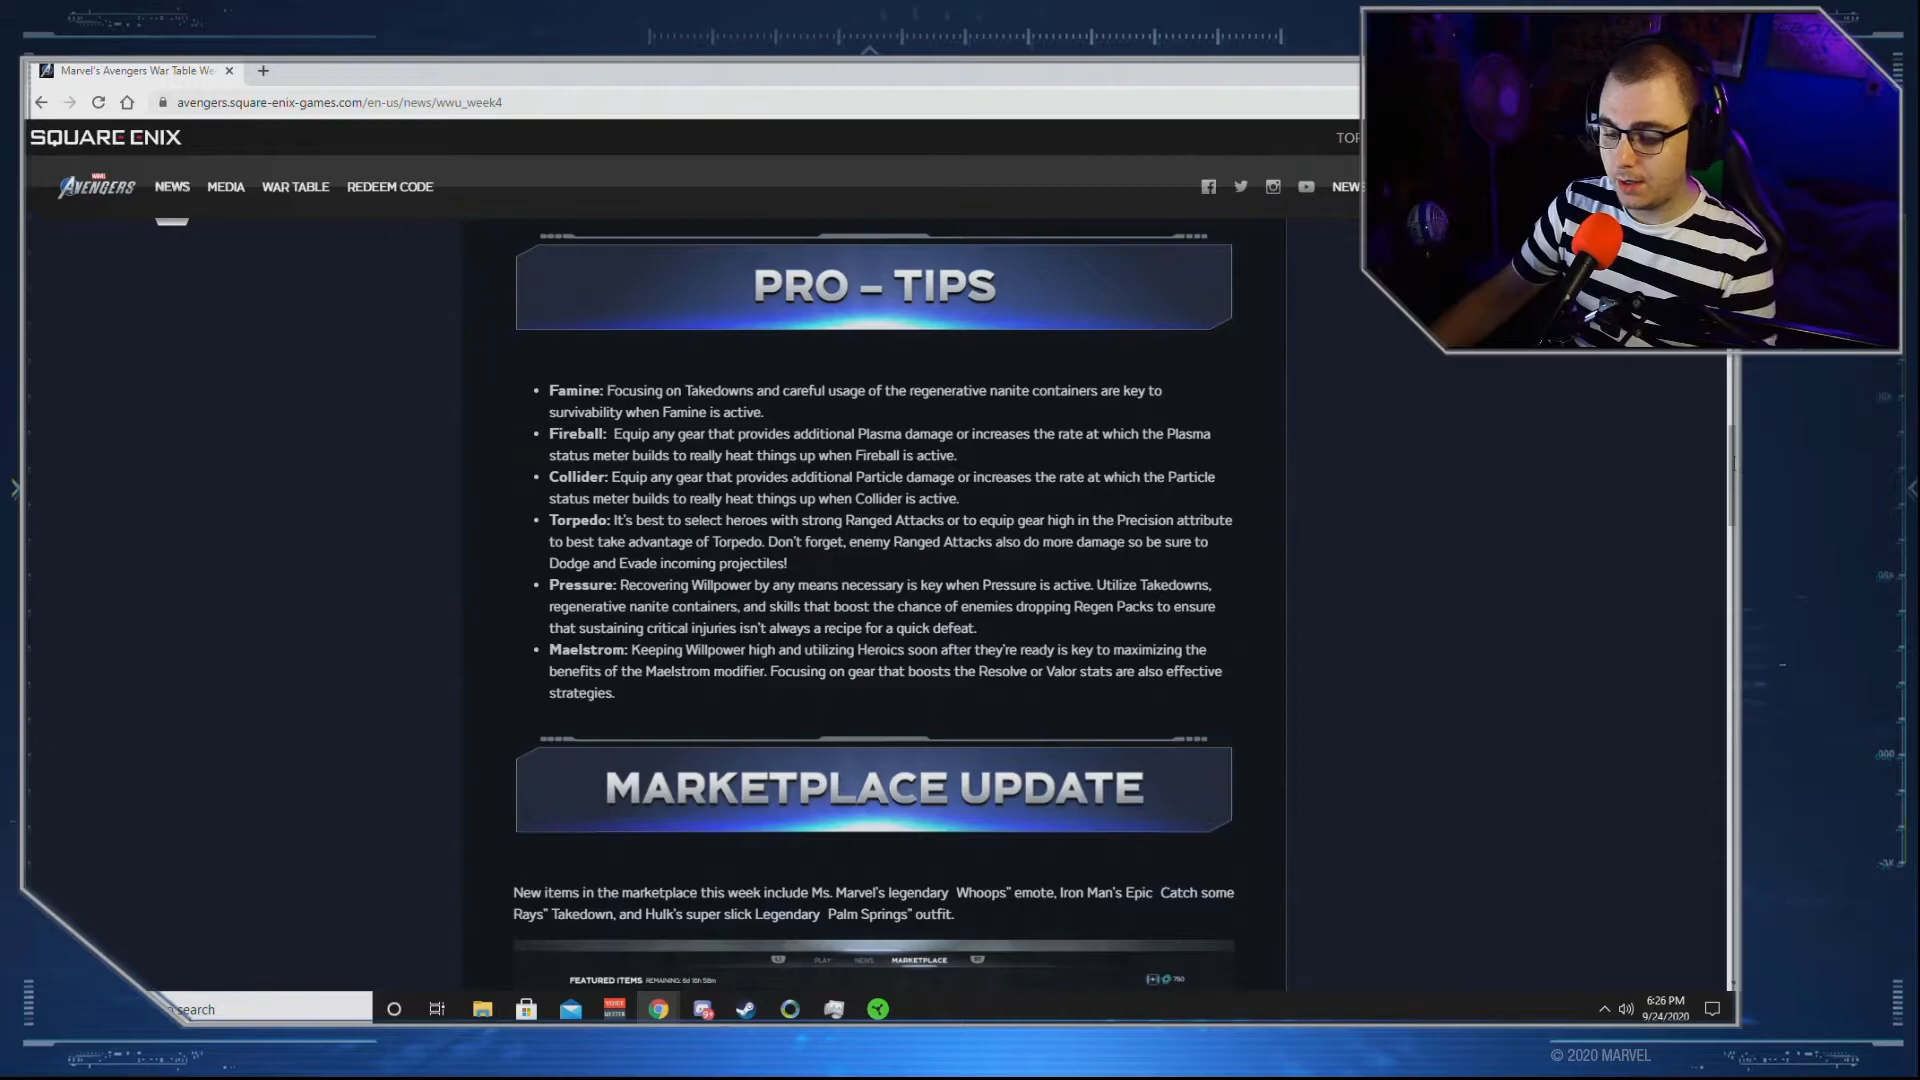 Marvel's Avengers War Table We
avengers.square-enix-games.com/en-us/news/wwu_week4
SQUARE ENIX
TOP
MARVEL
AVENGERS
NEWS
MEDIA
WAR TABLE
REDEEM CODE
NEW
PRO – TIPS
• Famine: Focusing on Takedowns and careful usage of the regenerative nanite containers are key to
survivability when Famine is active.
• Fireball: Equip any gear that provides additional Plasma damage or increases the rate at which the Plasma
status meter builds to really heat things up when Fireball is active.
• Collider: Equip any gear that provides additional Particle damage or increases the rate at which the Particle
status meter builds to really heat things up when Collider is active.
• Torpedo: It's best to select heroes with strong Ranged Attacks or to equip gear high in the Precision attribute
to best take advantage of Torpedo. Don't forget, enemy Ranged Attacks also do more damage so be sure to
Dodge and Evade incoming projectiles!
• Pressure: Recovering Willpower by any means necessary is key when Pressure is active. Utilize Takedowns,
regenerative nanite containers, and skills that boost the chance of enemies dropping Regen Packs to ensure
that sustaining critical injuries isn't always a recipe for a quick defeat.
• Maelstrom: Keeping Willpower high and utilizing Heroics soon after they're ready is key to maximizing the
benefits of the Maelstrom modifier. Focusing on gear that boosts the Resolve or Valor stats are also effective
strategies.
MARKETPLACE UPDATE
New items in the marketplace this week include Ms. Marvel's legendary Whoops" emote, Iron Man's Epic Catch some
Rays" Takedown, and Hulk's super slick Legendary Palm Springs" outfit.
PLAY NEWS MARKETPLACE
FEATURED ITEMS REMAINING: 6d 16h 58m
750
search
6:26 PM
9/24/2020
© 2020 MARVEL